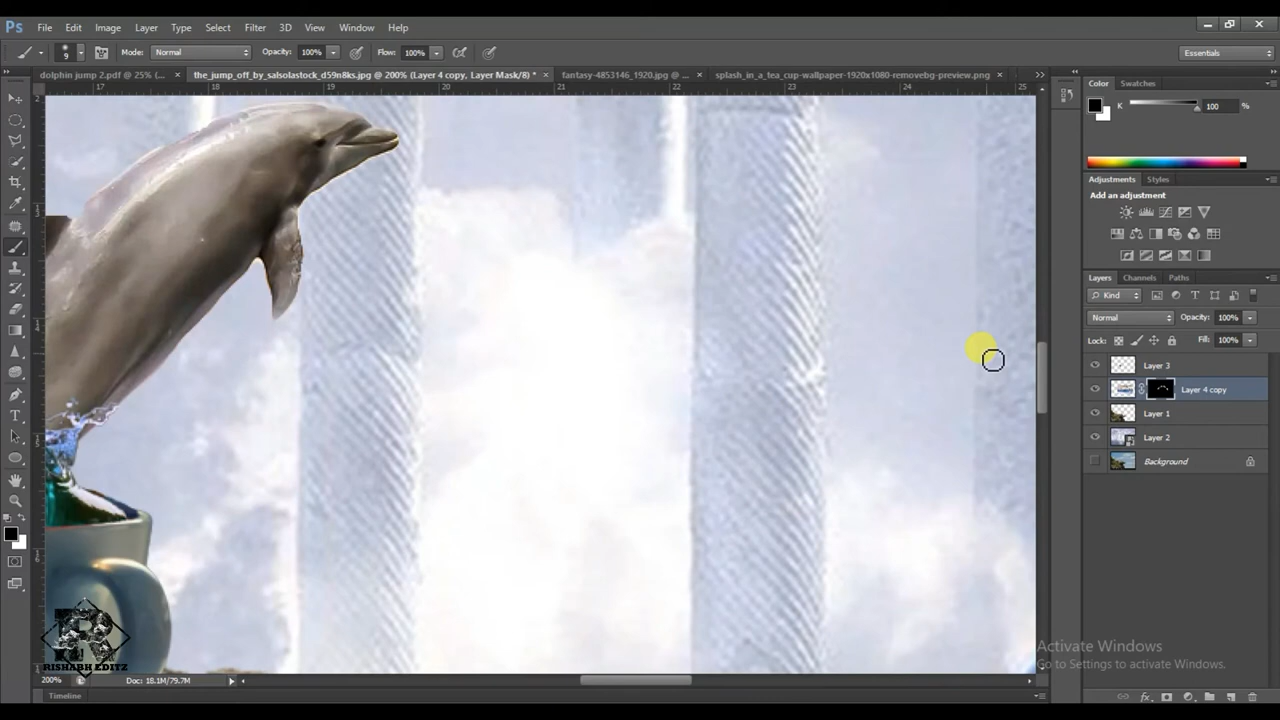 Ps File Edit Image Layer Type Select Filter 3D View Window Help
9 Mode: Normal Opacity: 100% Flow: 100% Essentials
dolphin jump 2.pdf @ 25% ( ... × the_jump_off_by_salsolastock_d59n8ks.jpg @ 200% (Layer 4 copy, Layer Mask/8) * × fantasy-4853146_1920.jpg @ ... × splash_in_a_tea_cup-wallpaper-1920x1080-removebg-preview.png ×
17 18 19 20 21 22 23 24 25
Color Swatches
K 100 %
Adjustments Styles
Add an adjustment
Layers Channels Paths
Kind
Normal Opacity: 100%
Lock: Fill: 100%
Layer 3
Layer 4 copy
Layer 1
Layer 2
Background
R
RISHABH EDITZ
Activate Windows
Go to Settings to activate Windows.
200% Doc: 18.1M/79.7M
Timeline